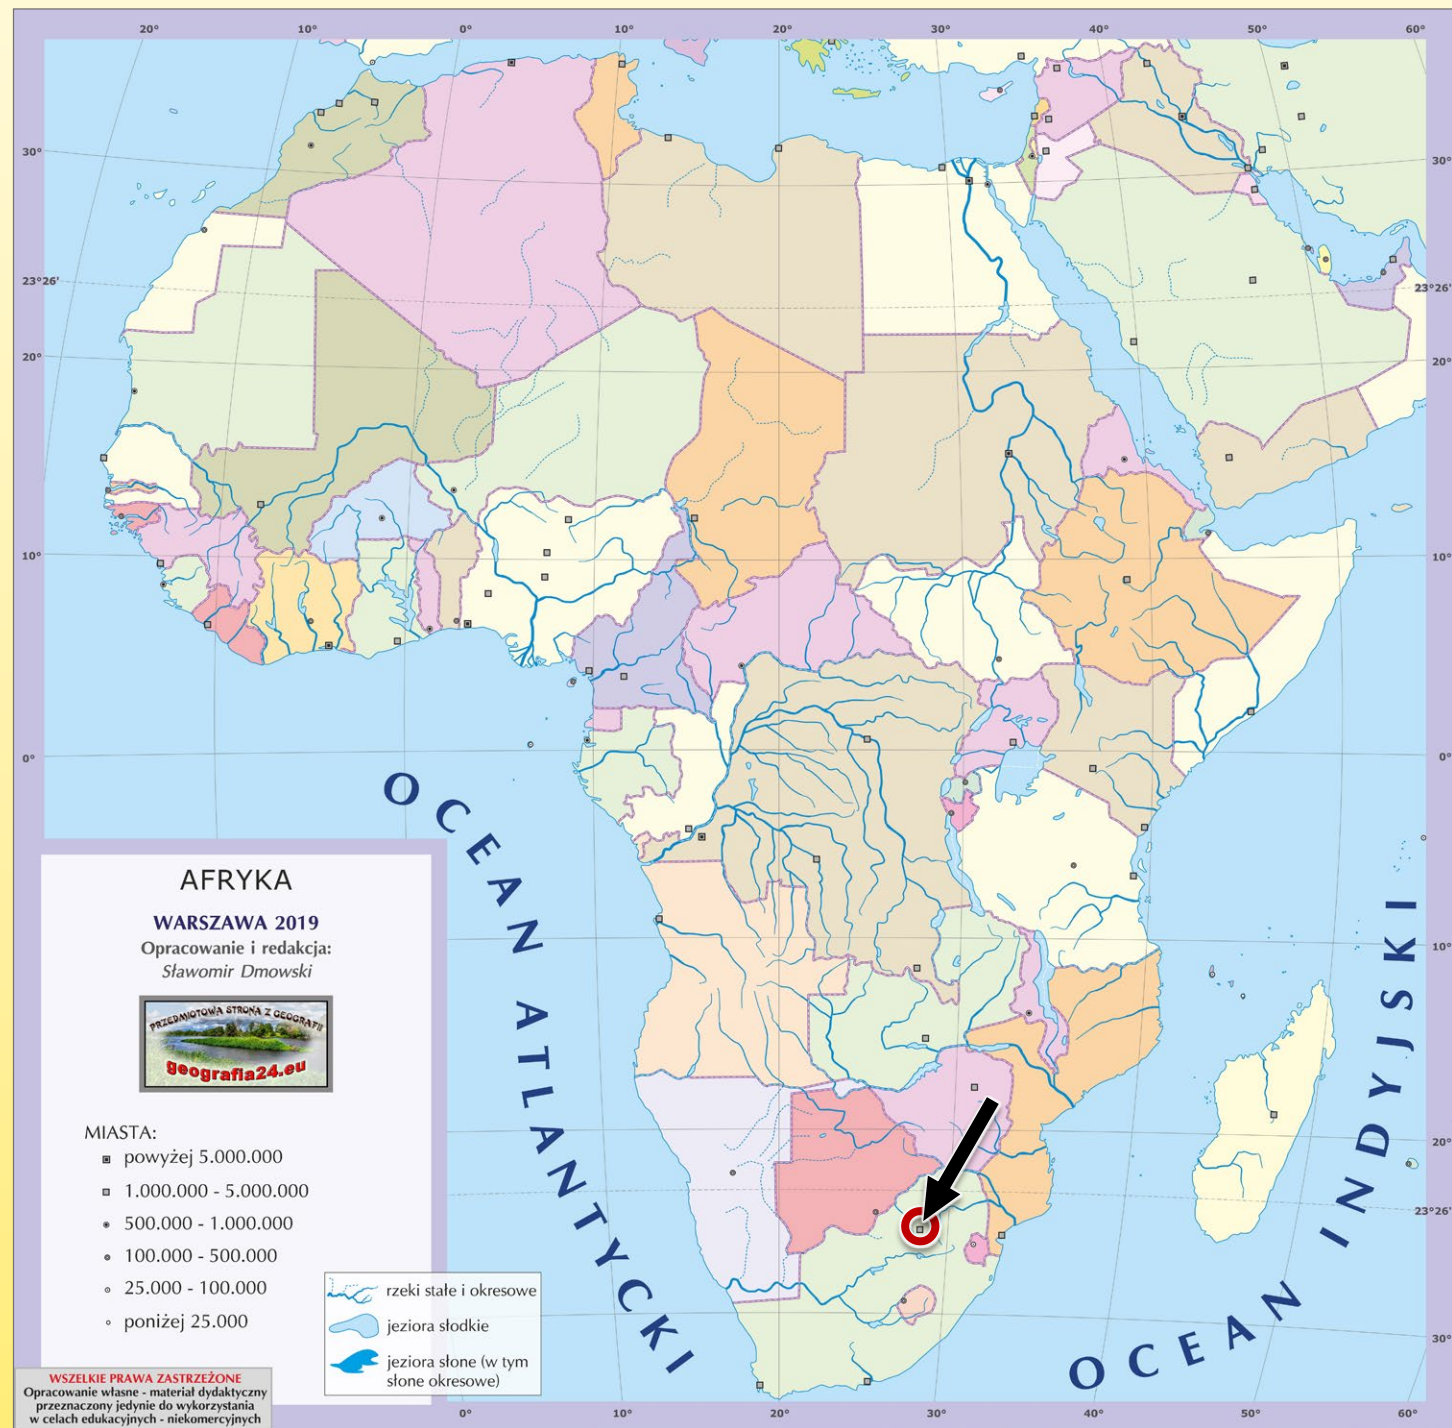 20°
10°
0°
10°
20°
30°
40°
50°
60°
30°
30°
23°26'
23°26'
20°
20°
10°
10°
0°
0°
OCEAN ATLANTYCKI
OCEAN INDYJSKI
10°
20°
23°26'
30°
AFRYKA
WARSZAWA 2019
Opracowanie i redakcja:
Sławomir Dmowski
PRZEDMIOTOWA STRONA Z GEOGRAFII
geografia24.eu
MIASTA:
powyżej 5.000.000
1.000.000 - 5.000.000
500.000 - 1.000.000
100.000 - 500.000
25.000 - 100.000
poniżej 25.000
rzeki stałe i okresowe
jeziora słodkie
jeziora słone (w tym
słone okresowe)
WSZELKIE PRAWA ZASTRZEŻONE
Opracowanie własne - materiał dydaktyczny
przeznaczony jedynie do wykorzystania
w celach edukacyjnych - niekomercyjnych
0°
10°
20°
30°
40°
50°
60°